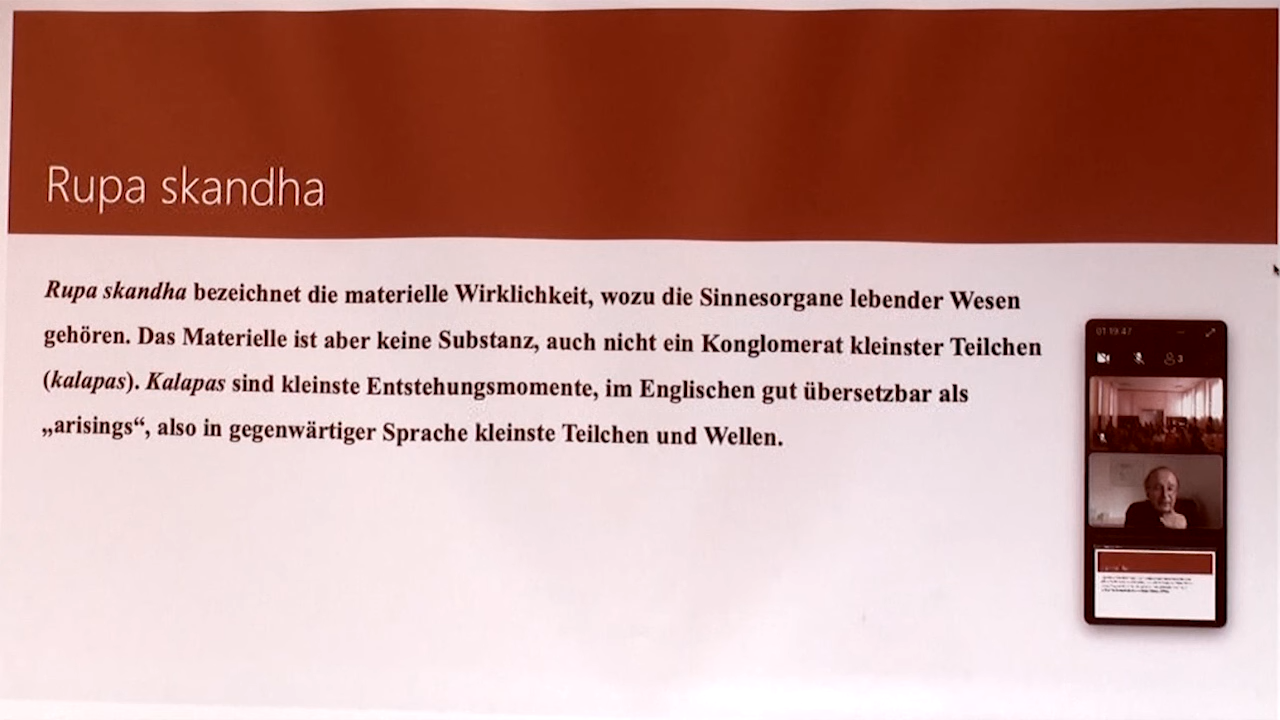 Rupa skandha
Rupa skandha bezeichnet die materielle Wirklichkeit, wozu die Sinnesorgane lebender Wesen
gehören. Das Materielle ist aber keine Substanz, auch nicht ein Konglomerat kleinster Teilchen
(kalapas). Kalapas sind kleinste Entstehungsmomente, im Englischen gut übersetzbar als
„arisings“, also in gegenwärtiger Sprache kleinste Teilchen und Wellen.
01:19:47
3